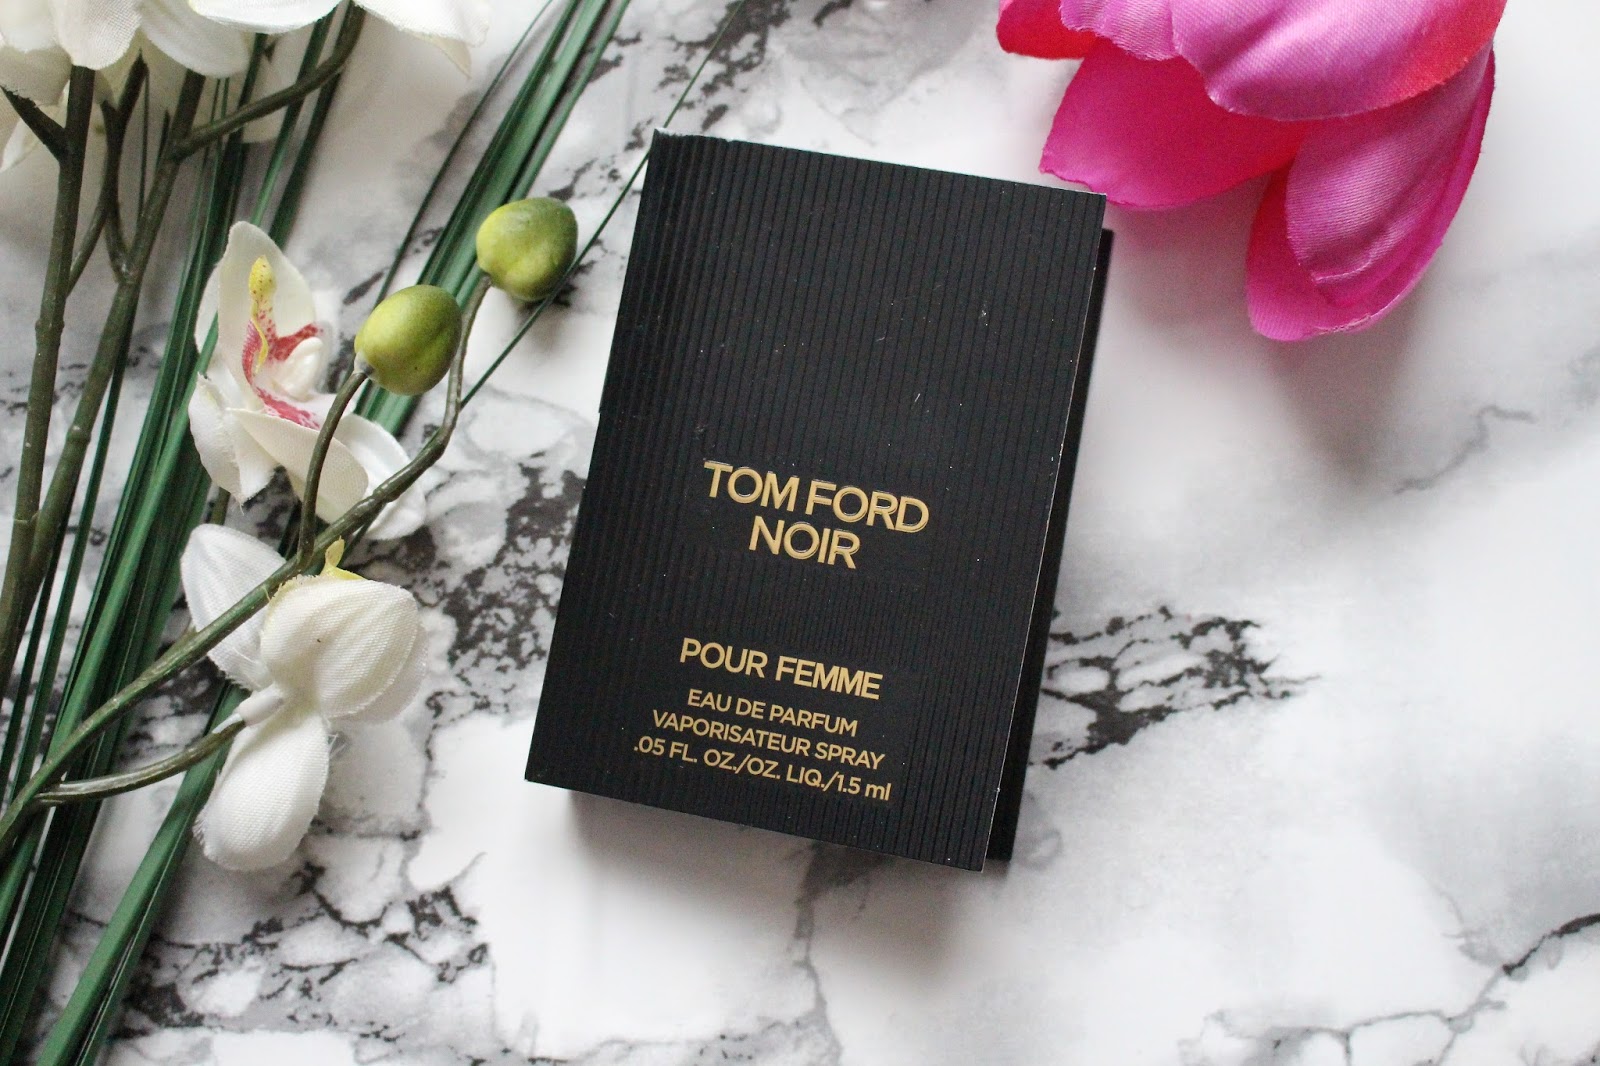 TOM FORD
NOIR
POUR FEMME
EAU DE PARFUM
VAPORISATEUR SPRAY
.05 FL. OZ./OZ. LIQ./1.5 ml